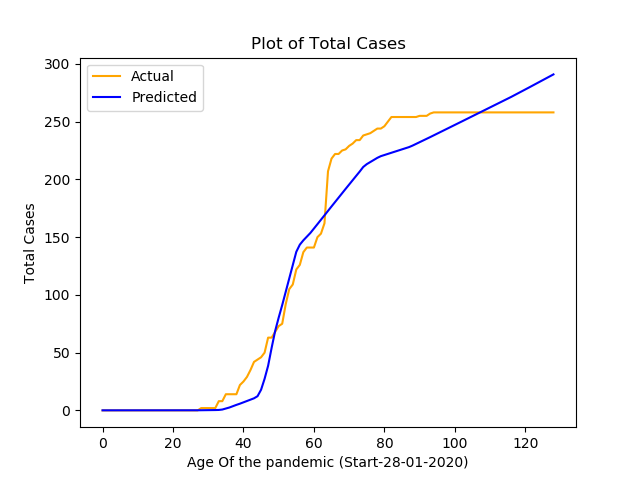 Plot of Total Cases
Actual
Predicted
300
250
200
150
100
50
0
Total Cases
0 20 40 60 80 100 120
Age Of the pandemic (Start-28-01-2020)